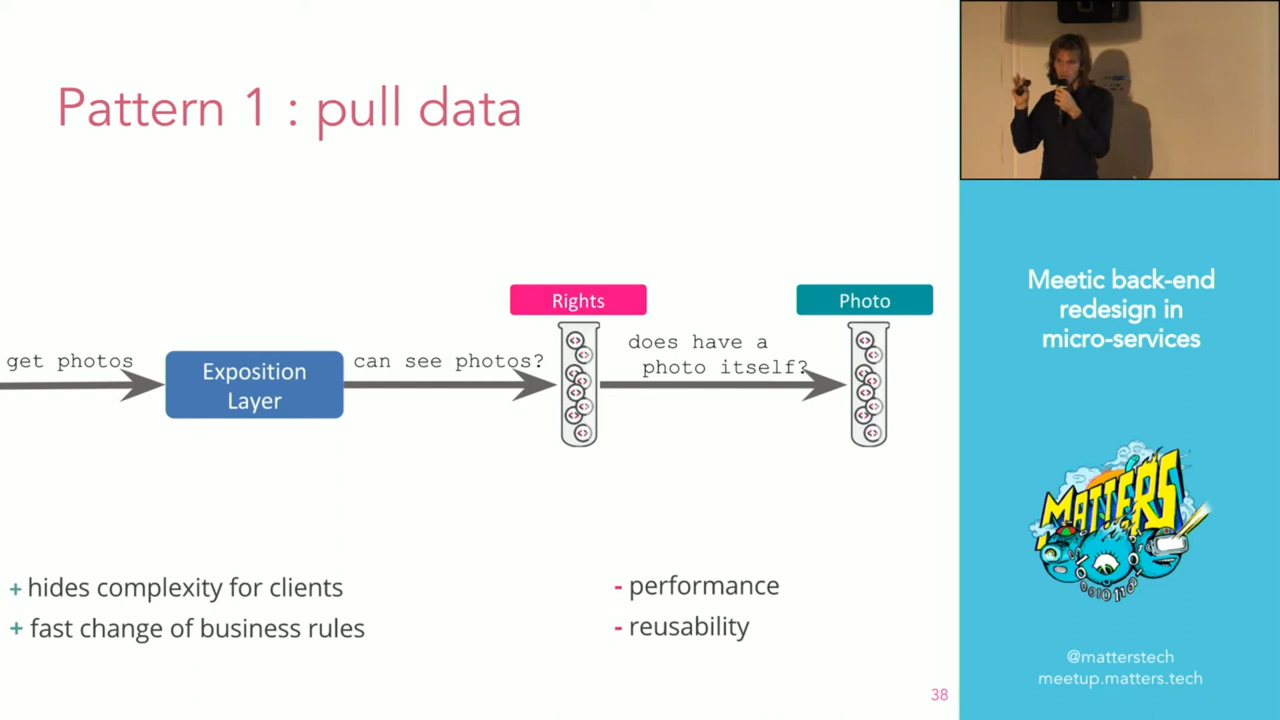 Pattern 1 : pull data
Rights
Photo
get photos
Exposition
Layer
can see photos?
does have a
photo itself?
+ hides complexity for clients
+ fast change of business rules
- performance
- reusability
38
Meetic back-end
redesign in
micro-services
MATTERS
@matterstech
meetup.matters.tech